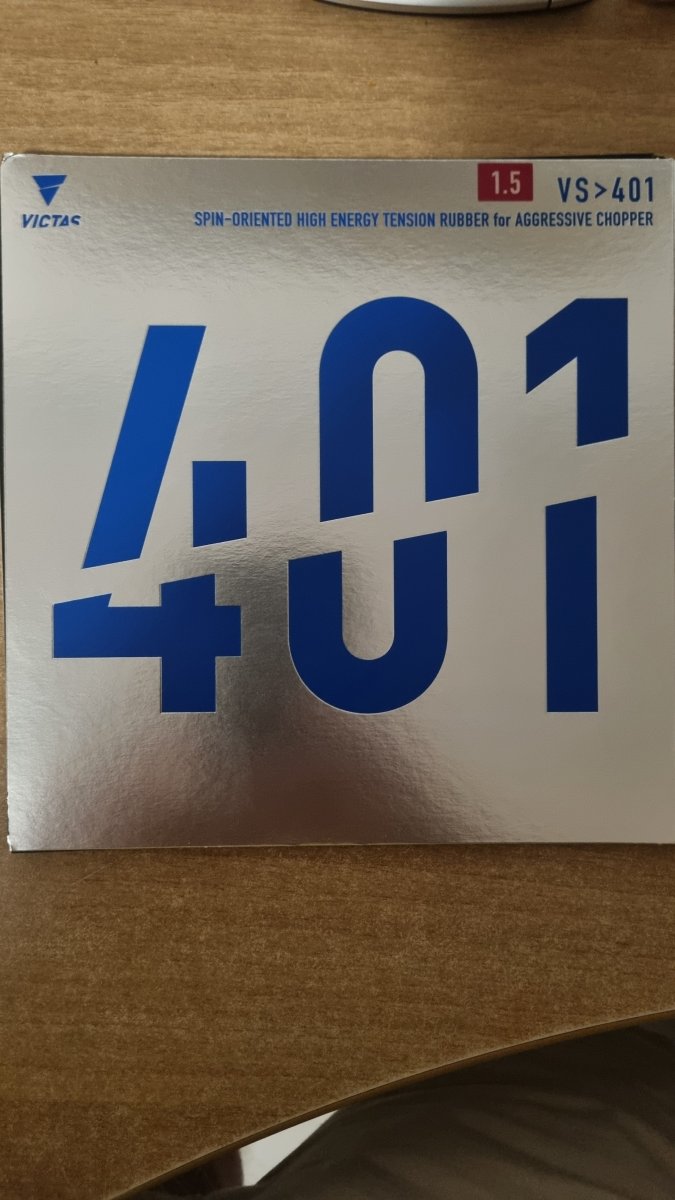 1.5 VS>401
VICTAS
SPIN-ORIENTED HIGH ENERGY TENSION RUBBER for AGGRESSIVE CHOPPER
401